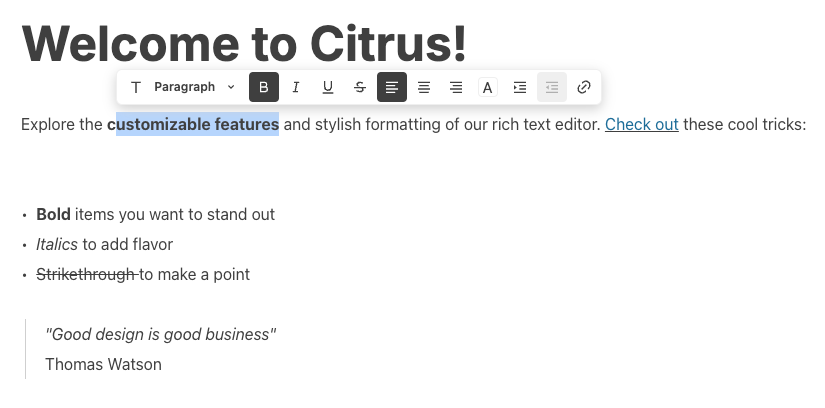 Welcome to Citrus!
Paragraph B I U S A
Explore the customizable features and stylish formatting of our rich text editor. Check out these cool tricks:
• Bold items you want to stand out
• Italics to add flavor
• Strikethrough to make a point
"Good design is good business"
Thomas Watson